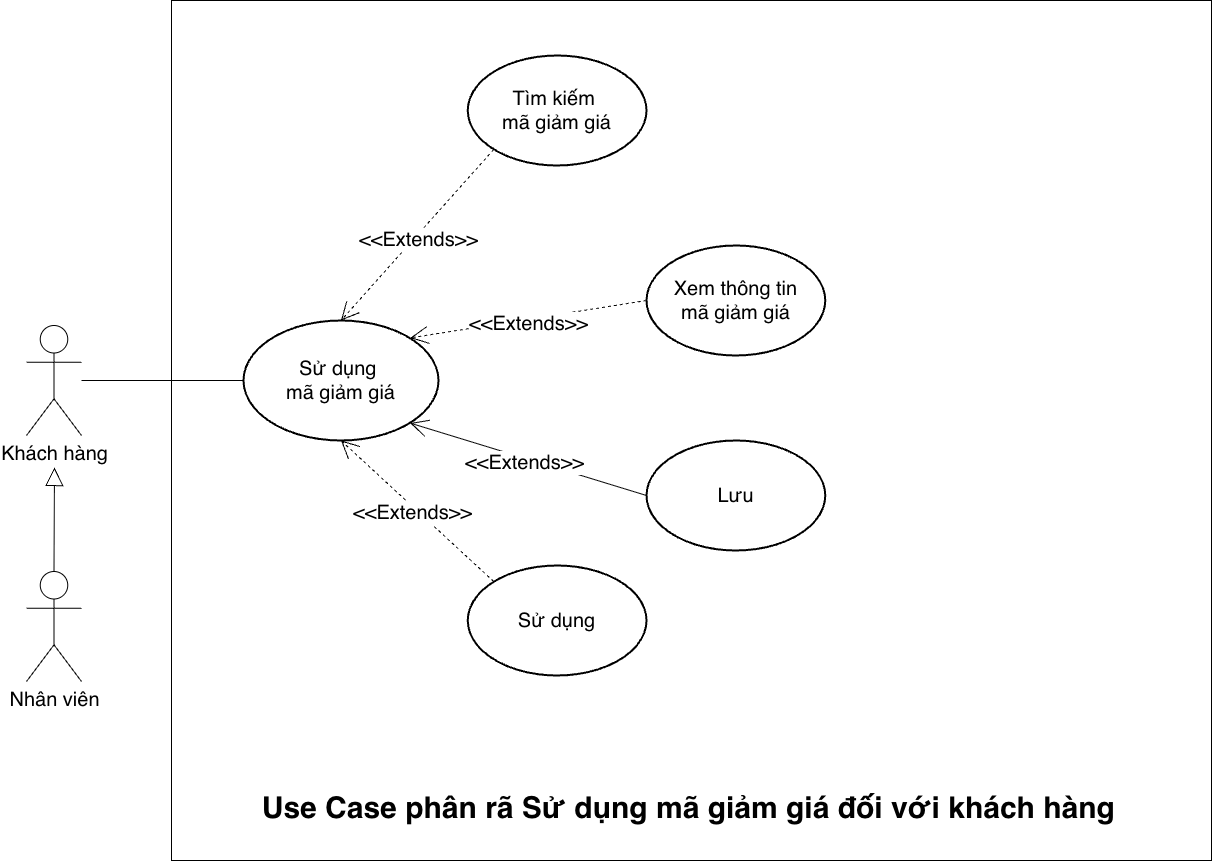 Tìm kiếm
mã giảm giá
<<Extends>>
Xem thông tin
mã giảm giá
<<Extends>>
Sử dụng
mã giảm giá
Khách hàng
<<Extends>>
Lưu
<<Extends>>
Sử dụng
Nhân viên
Use Case phân rã Sử dụng mã giảm giá đối với khách hàng